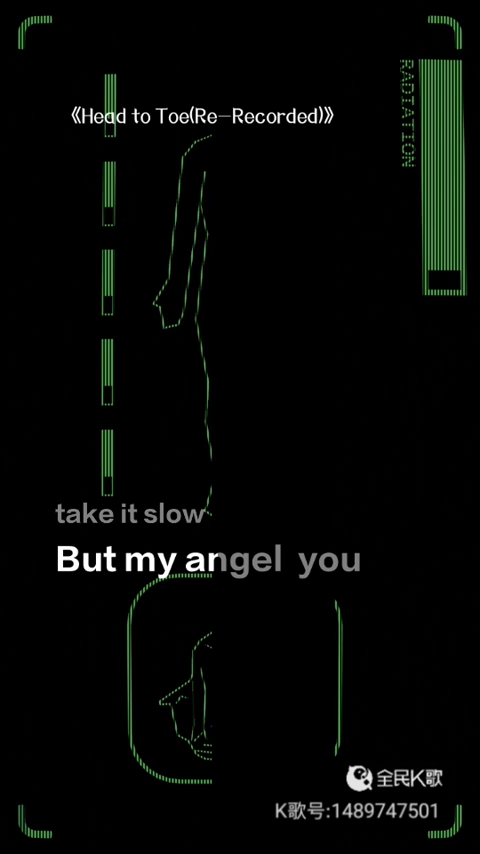 《Head to Toe(Re-Recorded)》
RADIATION
take it slow
But my angel you
全民K歌
K歌号:1489747501